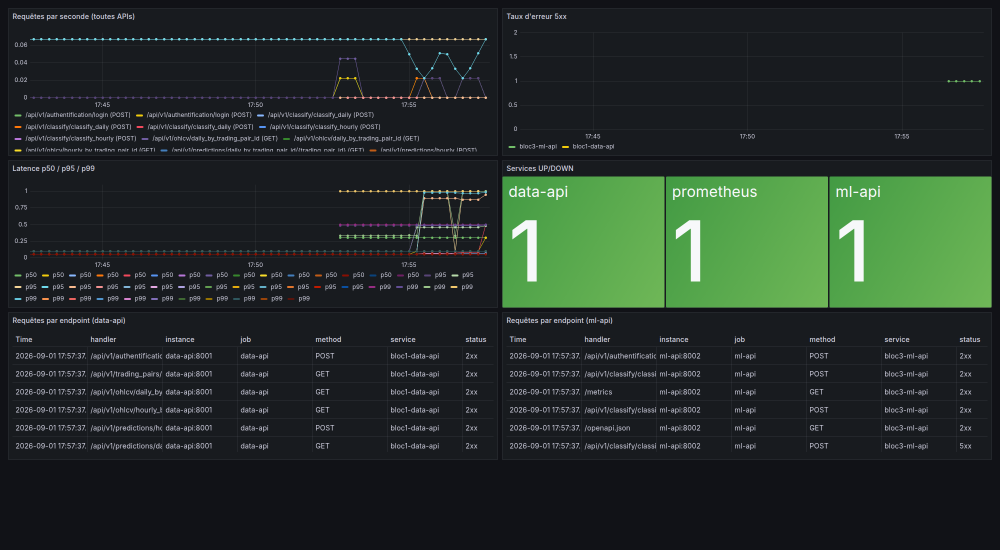 Requêtes par seconde (toutes APIs)
0.06
0.04
0.02
0
17:45 17:50 17:55
/api/v1/authentification/login (POST) /api/v1/authentification/login (POST) /api/v1/classify/classify_daily (POST)
/api/v1/classify/classify_daily (POST) /api/v1/classify/classify_daily (POST) /api/v1/classify/classify_hourly (POST)
/api/v1/classify/classify_hourly (POST) /api/v1/ohlcv/daily_by_trading_pair_id (GET) /api/v1/ohlcv/daily_by_trading_pair_id (GET)
/api/v1/ohlcv/hourly_by_trading_pair_id (GET) /api/v1/predictions/daily_by_trading_pair_id/{trading_pair_id} (GET) /api/v1/predictions/hourly (POST)
Taux d'erreur 5xx
2
1.5
1
0.5
0
17:45 17:50 17:55
bloc3-ml-api bloc1-data-api
Latence p50 / p95 / p99
1
0.75
0.5
0.25
0
17:45 17:50 17:55
p50 p50 p50 p50 p50 p50 p50 p50 p50 p50 p50 p50 p50 p50 p50 p95 p95
p95 p95 p95 p95 p95 p95 p95 p95 p95 p95 p95 p95 p95 p99 p99 p99 p99
p99 p99 p99 p99 p99 p99 p99 p99 p99 p99 p99
Services UP/DOWN
data-api prometheus ml-api
1 1 1
Requêtes par endpoint (data-api)
Time handler instance job method service status
2026-09-01 17:57:37. /api/v1/authentificatic data-api:8001 data-api POST bloc1-data-api 2xx
2026-09-01 17:57:37. /api/v1/trading_pairs/ data-api:8001 data-api GET bloc1-data-api 2xx
2026-09-01 17:57:37. /api/v1/ohlcv/daily_by data-api:8001 data-api GET bloc1-data-api 2xx
2026-09-01 17:57:37. /api/v1/ohlcv/hourly_b data-api:8001 data-api GET bloc1-data-api 2xx
2026-09-01 17:57:37. /api/v1/predictions/ho data-api:8001 data-api POST bloc1-data-api 2xx
2026-09-01 17:57:37. /api/v1/predictions/da data-api:8001 data-api GET bloc1-data-api 2xx
Requêtes par endpoint (ml-api)
Time handler instance job method service status
2026-09-01 17:57:37. /api/v1/authentificatic ml-api:8002 ml-api POST bloc3-ml-api 2xx
2026-09-01 17:57:37. /api/v1/classify/classi ml-api:8002 ml-api POST bloc3-ml-api 2xx
2026-09-01 17:57:37. /metrics ml-api:8002 ml-api GET bloc3-ml-api 2xx
2026-09-01 17:57:37. /api/v1/classify/classi ml-api:8002 ml-api POST bloc3-ml-api 2xx
2026-09-01 17:57:37. /openapi.json ml-api:8002 ml-api GET bloc3-ml-api 2xx
2026-09-01 17:57:37. /api/v1/classify/classi ml-api:8002 ml-api POST bloc3-ml-api 5xx